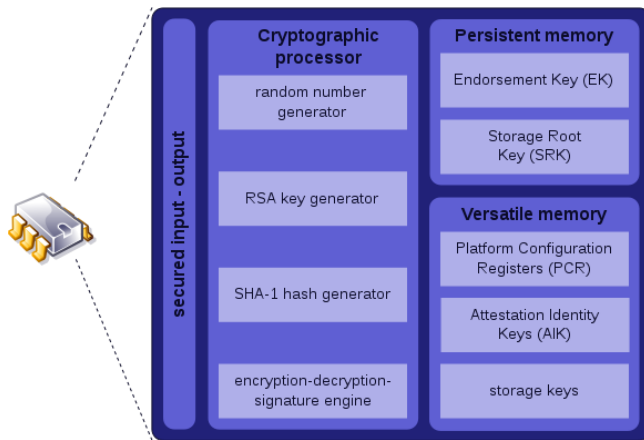 secured input - output
Cryptographic
processor
random number
generator
RSA key generator
SHA-1 hash generator
encryption-decryption-
signature engine
Persistent memory
Endorsement Key (EK)
Storage Root
Key (SRK)
Versatile memory
Platform Configuration
Registers (PCR)
Attestation Identity
Keys (AIK)
storage keys